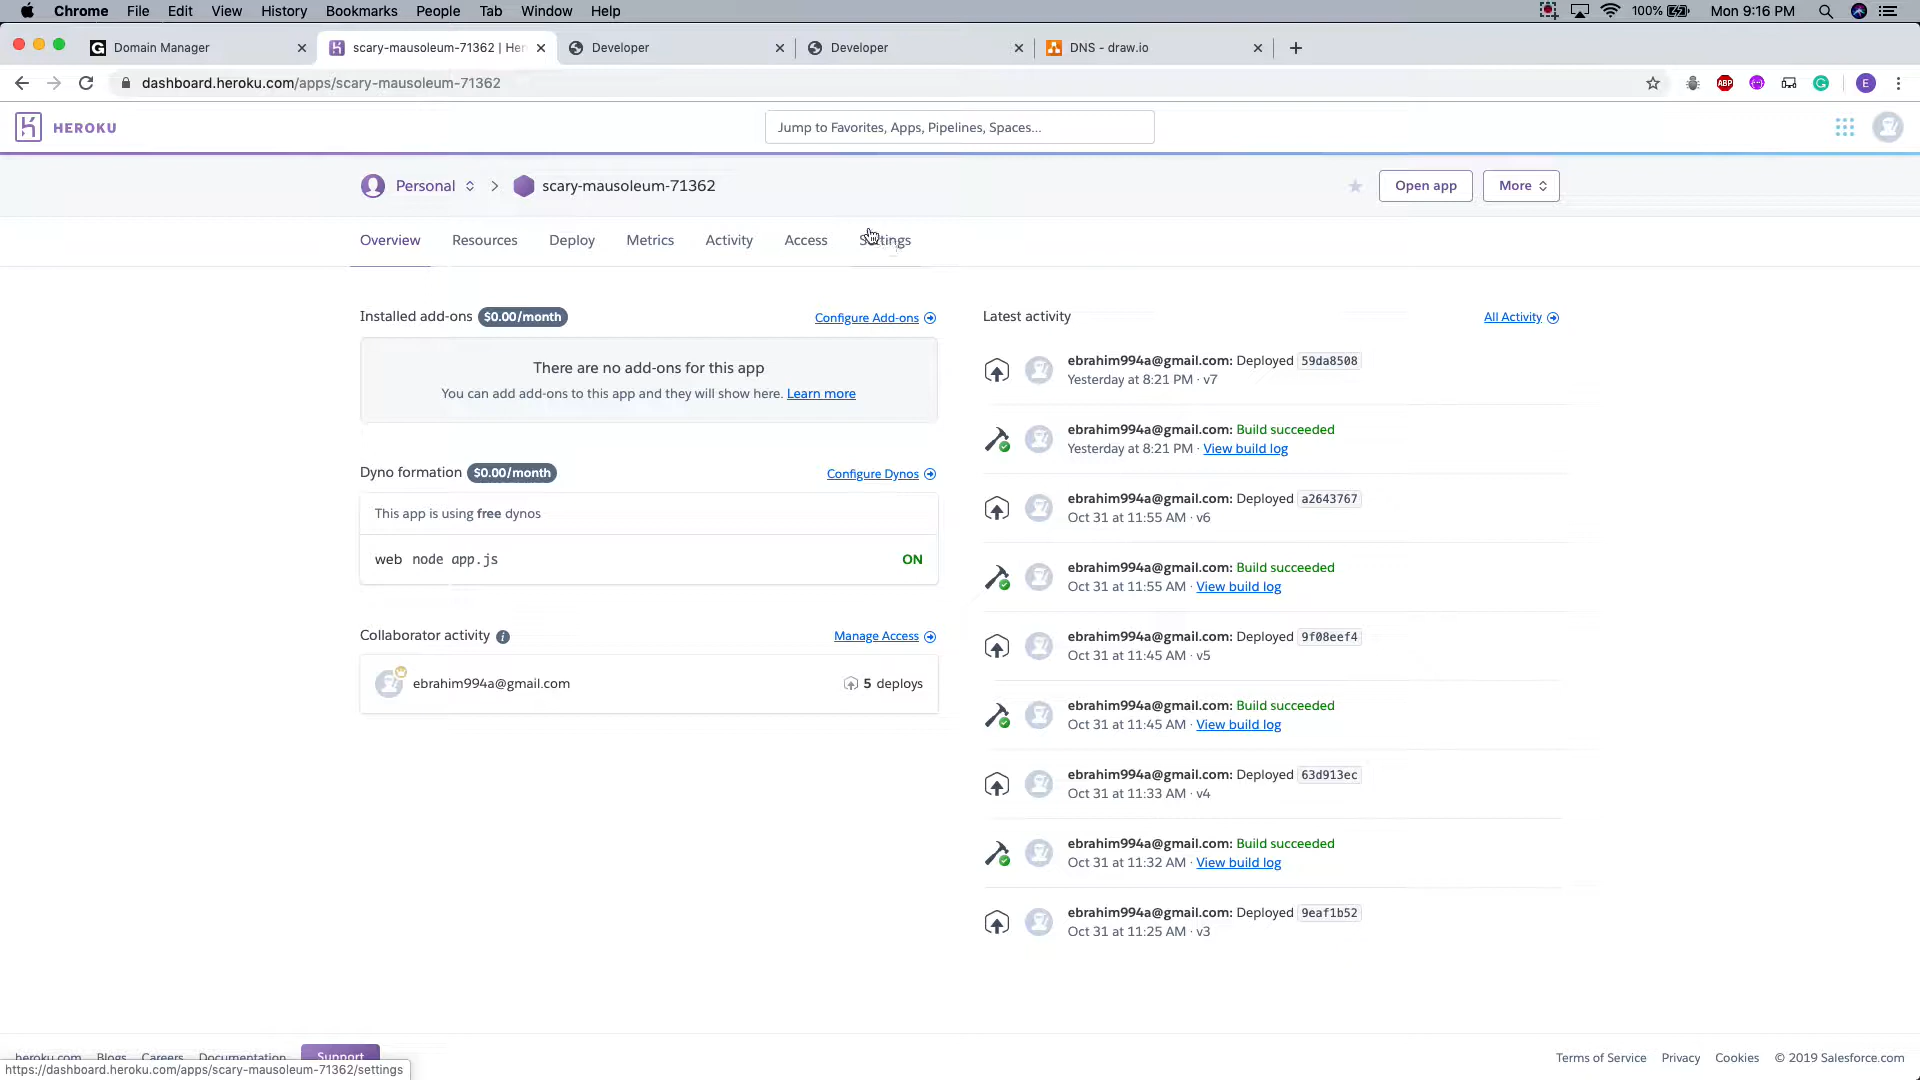 Chrome File Edit View History Bookmarks People Tab Window Help 100% Mon 9:16 PM
Domain Manager scary-mausoleum-71362 | Her Developer Developer DNS - draw.io
dashboard.heroku.com/apps/scary-mausoleum-71362 ABP E
HEROKU Jump to Favorites, Apps, Pipelines, Spaces...
Personal scary-mausoleum-71362 Open app More
Overview Resources Deploy Metrics Activity Access Settings
Installed add-ons $0.00/month Configure Add-ons
There are no add-ons for this app
You can add add-ons to this app and they will show here. Learn more
Dyno formation $0.00/month Configure Dynos
This app is using free dynos
web node app.js ON
Collaborator activity Manage Access
ebrahim994a@gmail.com 5 deploys
Latest activity All Activity
ebrahim994a@gmail.com: Deployed 59da8508
Yesterday at 8:21 PM · v7
ebrahim994a@gmail.com: Build succeeded
Yesterday at 8:21 PM · View build log
ebrahim994a@gmail.com: Deployed a2643767
Oct 31 at 11:55 AM · v6
ebrahim994a@gmail.com: Build succeeded
Oct 31 at 11:55 AM · View build log
ebrahim994a@gmail.com: Deployed 9f08eef4
Oct 31 at 11:45 AM · v5
ebrahim994a@gmail.com: Build succeeded
Oct 31 at 11:45 AM · View build log
ebrahim994a@gmail.com: Deployed 63d913ec
Oct 31 at 11:33 AM · v4
ebrahim994a@gmail.com: Build succeeded
Oct 31 at 11:32 AM · View build log
ebrahim994a@gmail.com: Deployed 9eaf1b52
Oct 31 at 11:25 AM · v3
heroku.com Blogs Careers Documentation Support Terms of Service Privacy Cookies © 2019 Salesforce.com
https://dashboard.heroku.com/apps/scary-mausoleum-71362/settings